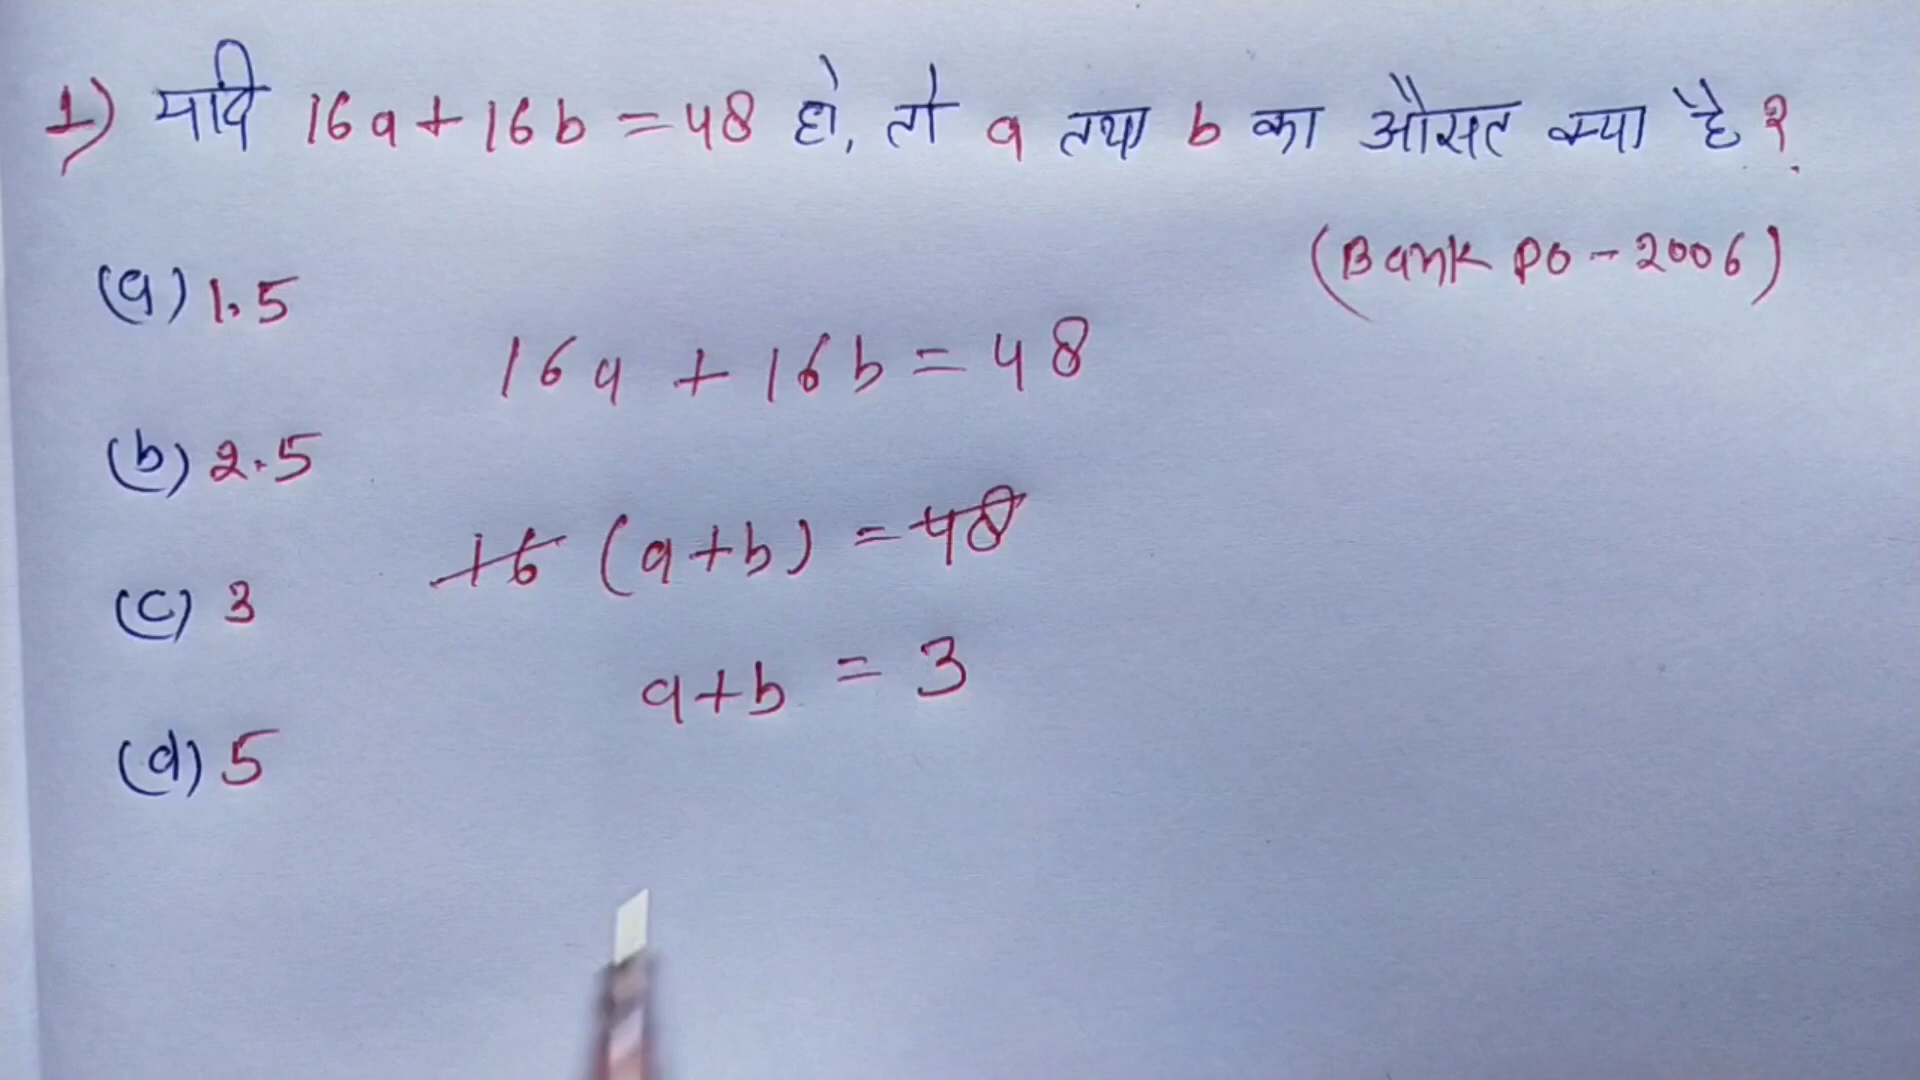 1) यदि 16a + 16b = 48 हो, तो a तथा b का औसत क्या है ?
(Bank PO - 2006)
(a) 1.5
16a + 16b = 48
(b) 2.5
16 (a+b) = 48
(c) 3
a+b = 3
(d) 5